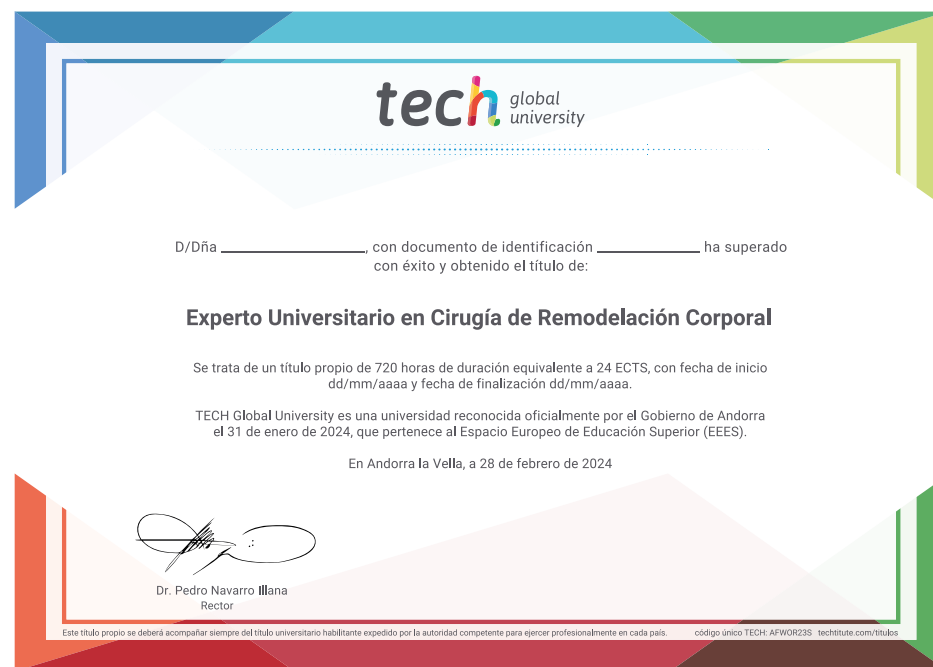 tech global
university
D/Dña ________________, con documento de identificación ____________ ha superado
con éxito y obtenido el título de:
Experto Universitario en Cirugía de Remodelación Corporal
Se trata de un título propio de 720 horas de duración equivalente a 24 ECTS, con fecha de inicio
dd/mm/aaaa y fecha de finalización dd/mm/aaaa.
TECH Global University es una universidad reconocida oficialmente por el Gobierno de Andorra
el 31 de enero de 2024, que pertenece al Espacio Europeo de Educación Superior (EEES).
En Andorra la Vella, a 28 de febrero de 2024
Dr. Pedro Navarro Illana
Rector
Este título propio se deberá acompañar siempre del título universitario habilitante expedido por la autoridad competente para ejercer profesionalmente en cada país. código único TECH: AFWOR23S techtitute.com/titulos